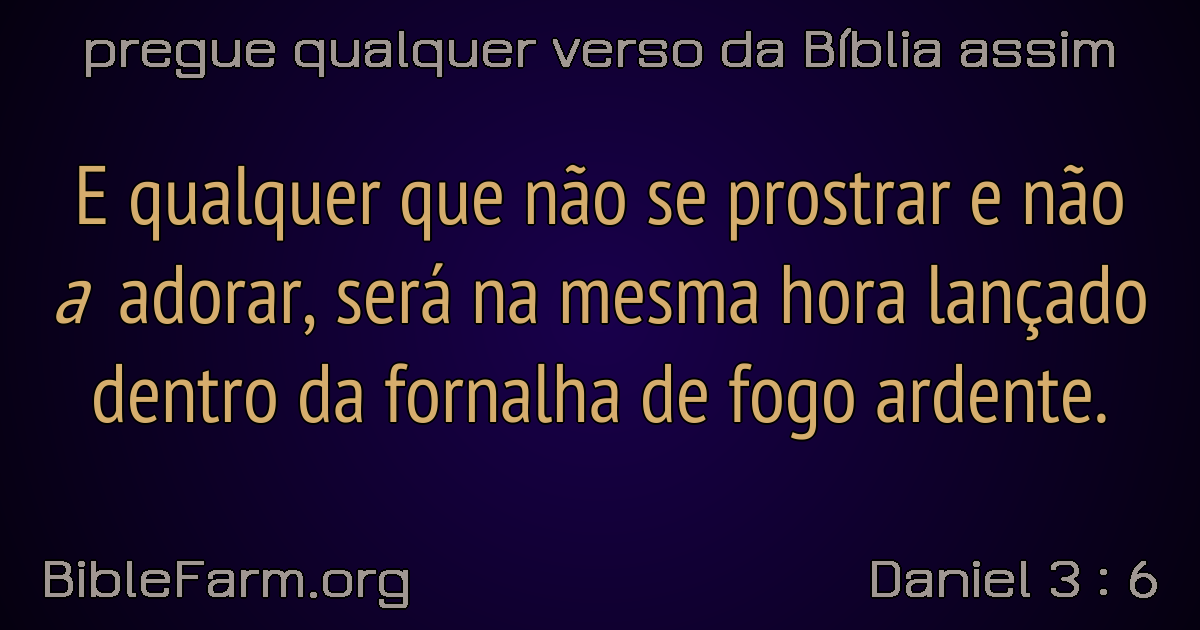 pregue qualquer verso da Bíblia assim
E qualquer que não se prostrar e não
a adorar, será na mesma hora lançado
dentro da fornalha de fogo ardente.
BibleFarm.org
Daniel 3 : 6